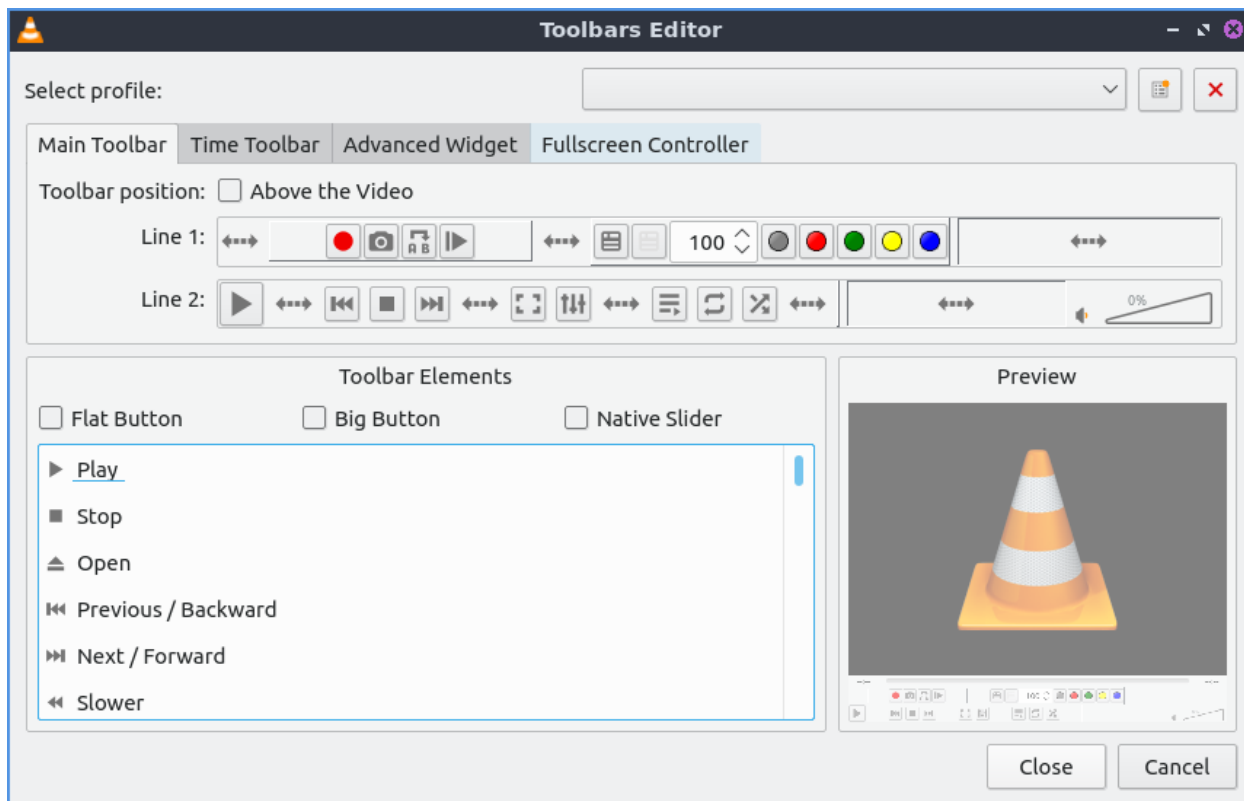 Toolbars Editor
Select profile:
Main Toolbar Time Toolbar Advanced Widget Fullscreen Controller
Toolbar position: Above the Video
Line 1: A B 100
Line 2: 0%
Toolbar Elements
Flat Button Big Button Native Slider
Play
Stop
Open
Previous / Backward
Next / Forward
Slower
Preview
--:-- --:--
100
Close Cancel